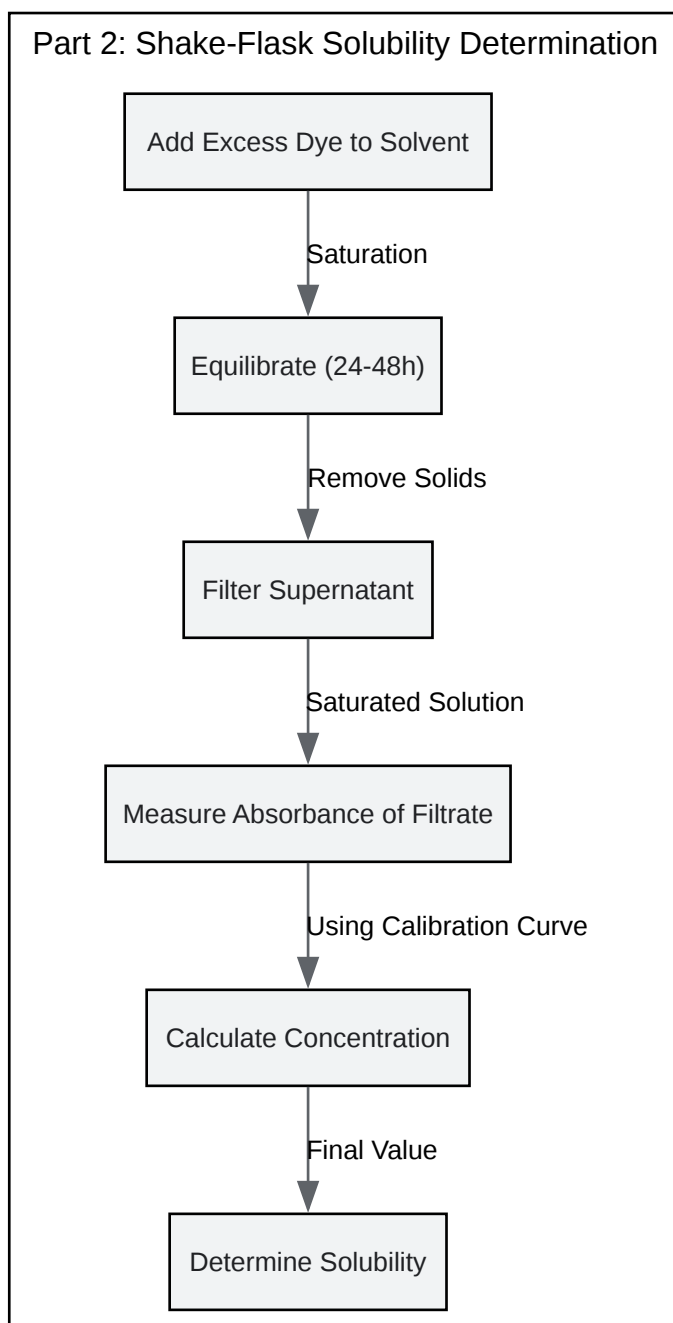 Part 2: Shake-Flask Solubility Determination
Add Excess Dye to Solvent
Saturation
Equilibrate (24-48h)
Remove Solids
Filter Supernatant
Saturated Solution
Measure Absorbance of Filtrate
Using Calibration Curve
Calculate Concentration
Final Value
Determine Solubility